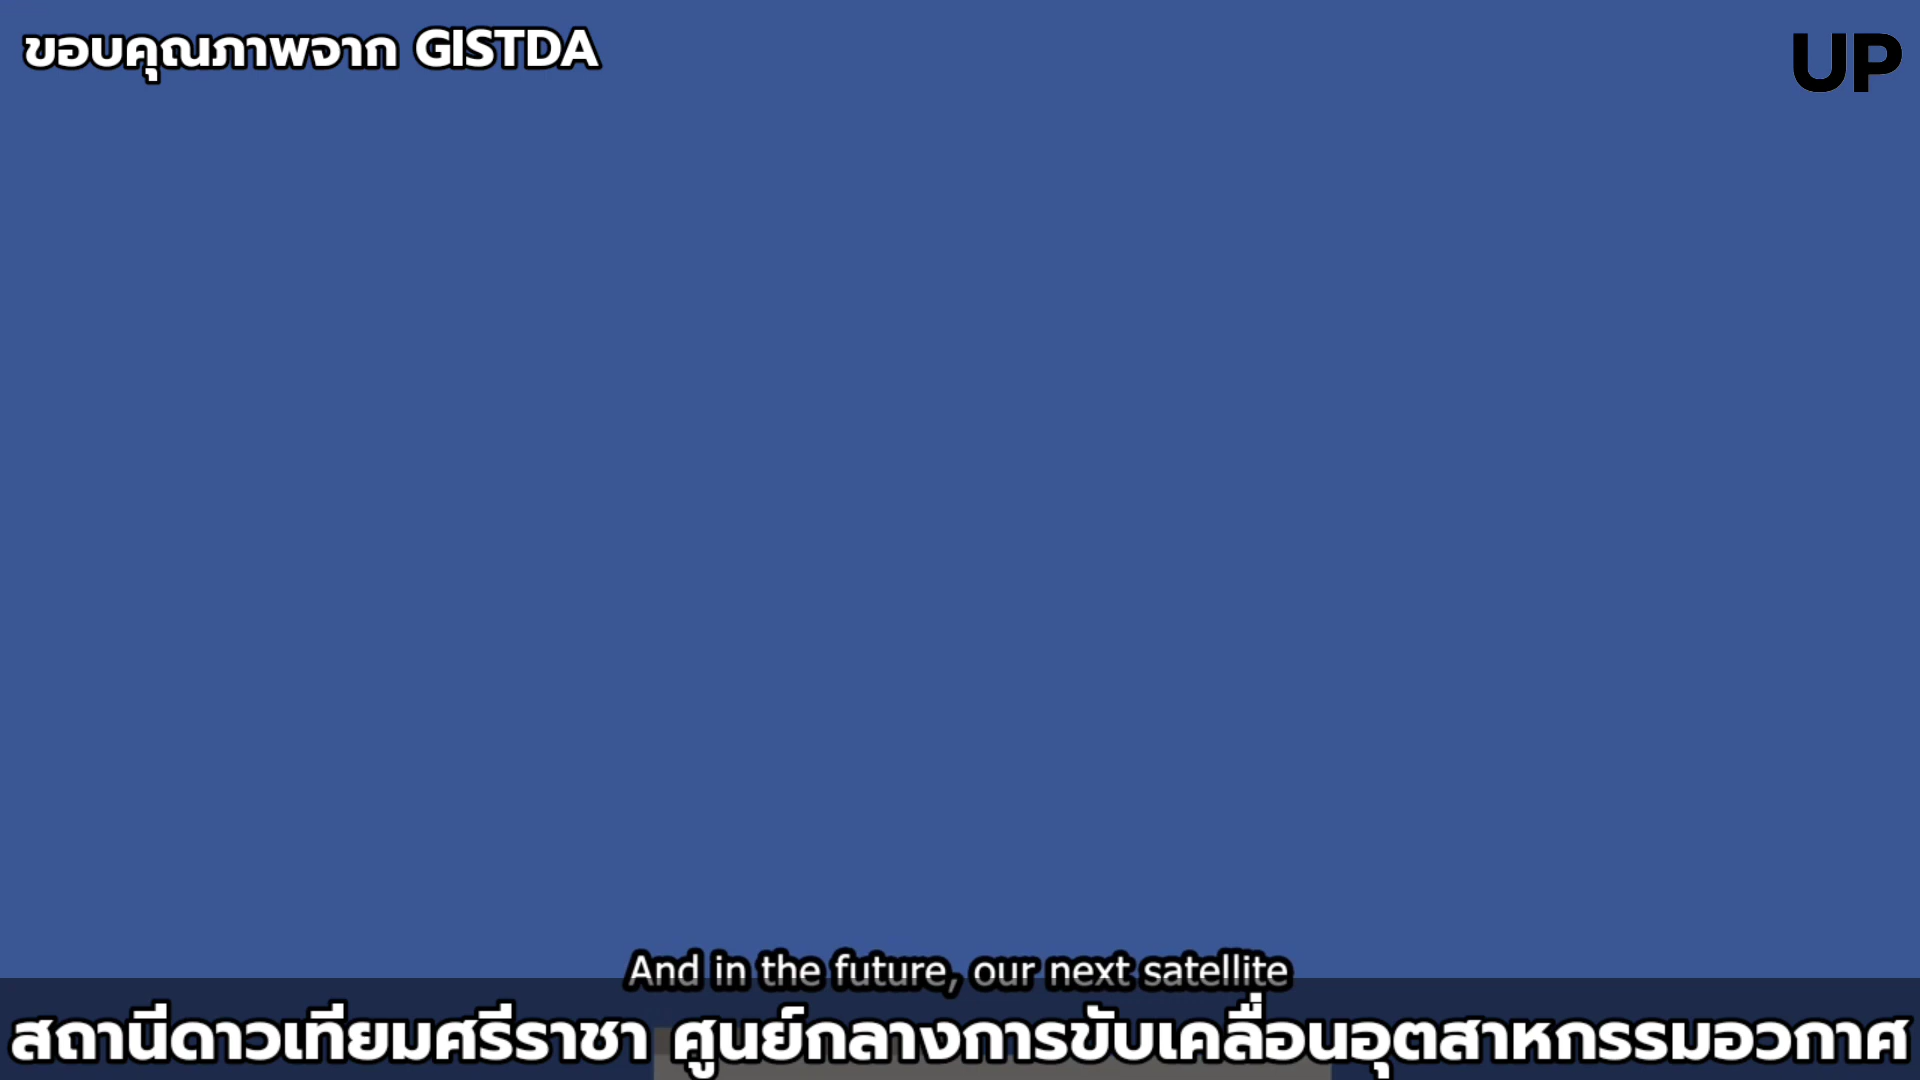 ขอบคุณภาพจาก GISTDA
UP
And in the future, our next satellite
สถานีดาวเทียมศรีราชา ศูนย์กลางการขับเคลื่อนอุตสาหกรรมอวกาศ